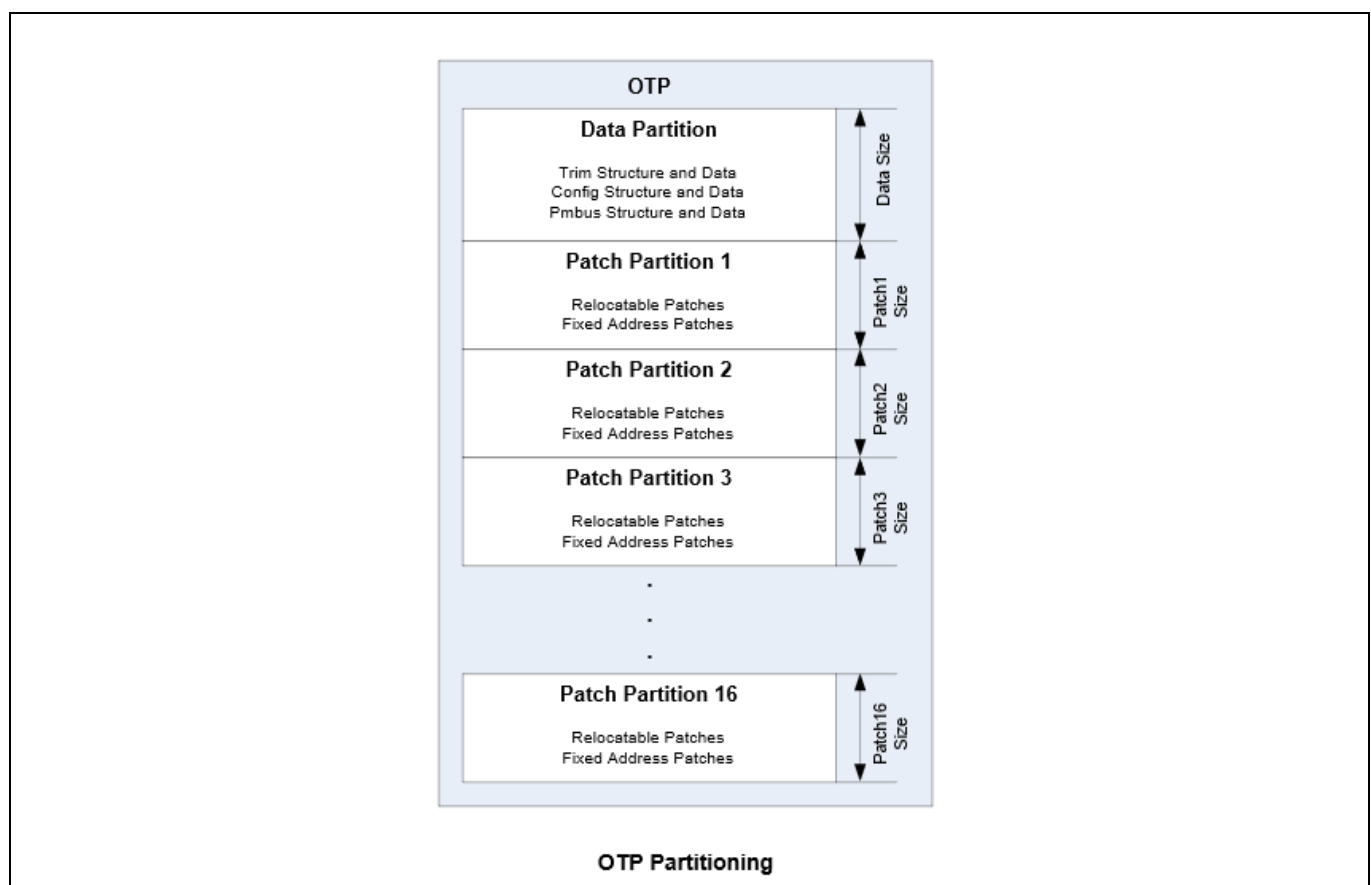 OTP
Data Partition
Trim Structure and Data
Config Structure and Data
Pmbus Structure and Data
Data Size
Patch Partition 1
Relocatable Patches
Fixed Address Patches
Patch1
Size
Patch Partition 2
Relocatable Patches
Fixed Address Patches
Patch2
Size
Patch Partition 3
Relocatable Patches
Fixed Address Patches
Patch3
Size
.
.
.
Patch Partition 16
Relocatable Patches
Fixed Address Patches
Patch16
Size
OTP Partitioning